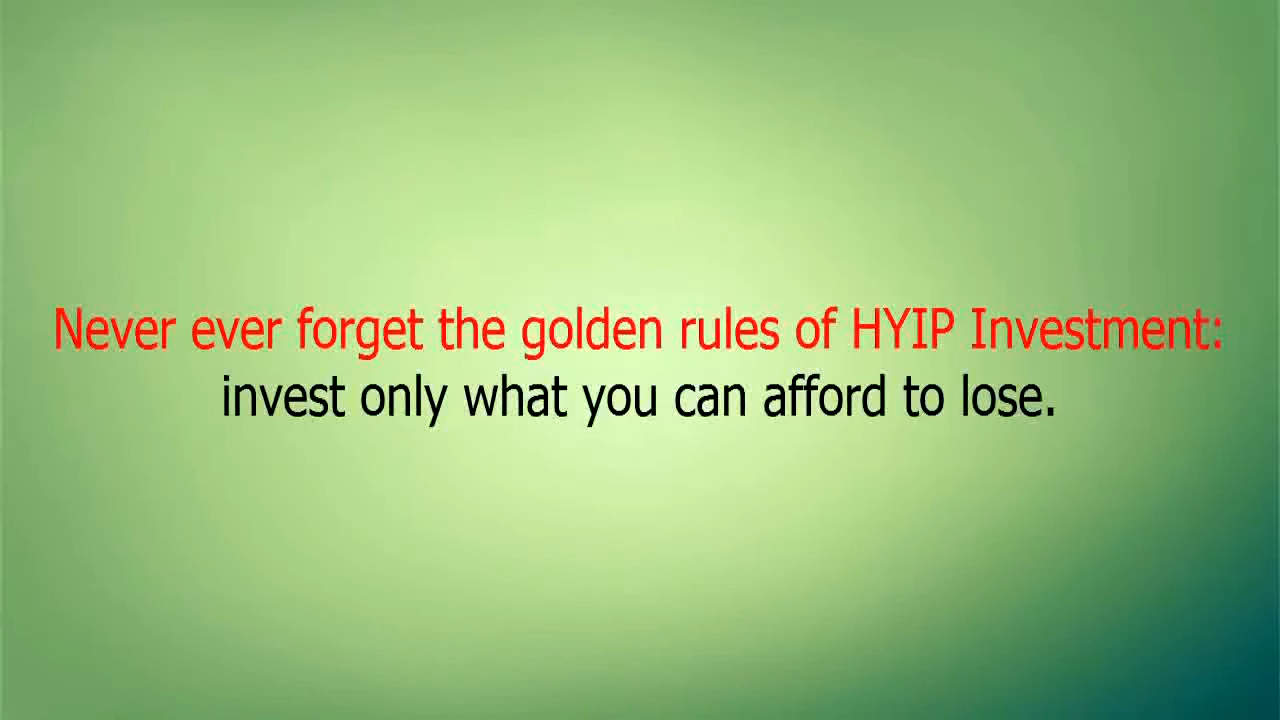 Never ever forget the golden rules of HYIP Investment:
invest only what you can afford to lose.